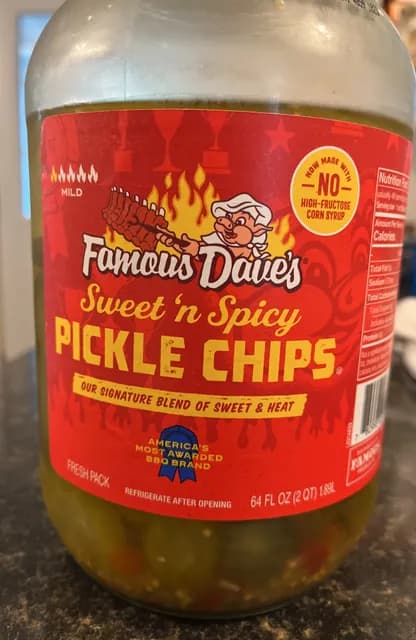 MILD
NOW MADE WITH
NO
HIGH-FRUCTOSE
CORN SYRUP
Famous Dave's
Sweet 'n Spicy
PICKLE CHIPS
OUR SIGNATURE BLEND OF SWEET & HEAT
AMERICA'S
MOST AWARDED
BBQ BRAND
FRESH PACK
REFRIGERATE AFTER OPENING
64 FL OZ (2 QT) 1.89L
Nutrition
Calories